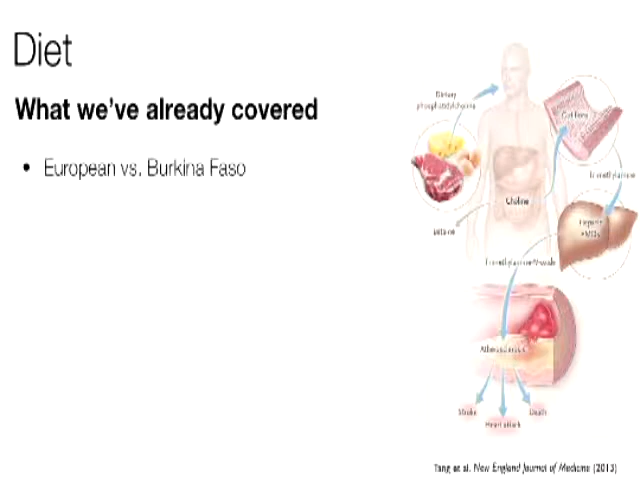 Diet
What we've already covered
• European vs. Burkina Faso
Dietary
phosphatidylcholine
Gut flora
Trimethylamine
Choline
Betaine
Hepatic
Trimethylamine-N-oxide
Atherosclerosis
Stroke
Heart attack
Death
Tang et al. New England Journal of Medicine (2013)